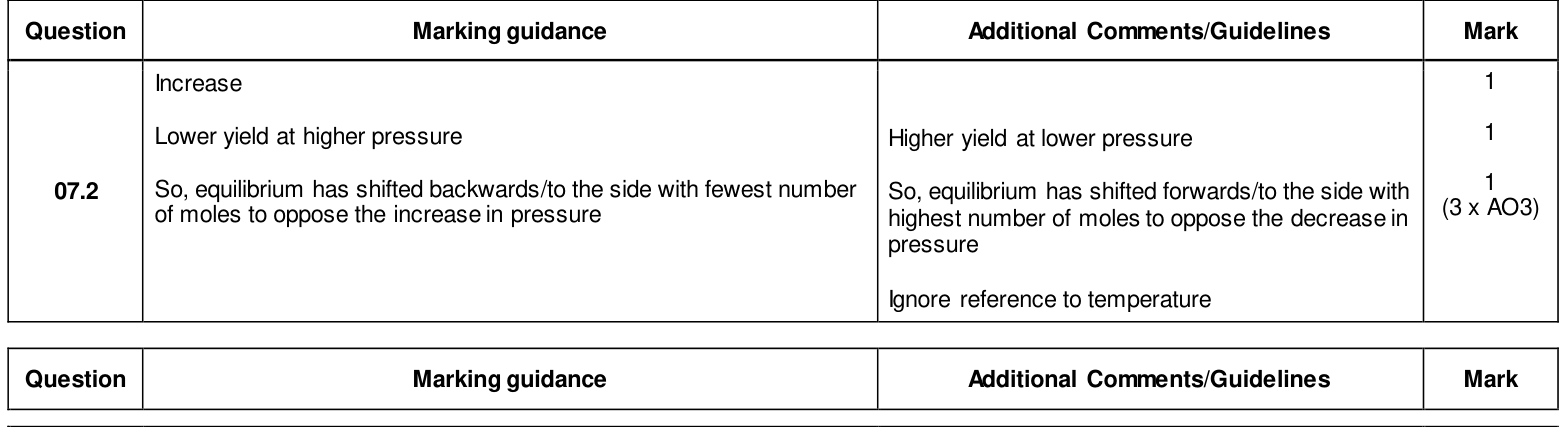 Question Marking guidance Additional Comments/Guidelines Mark
Increase 1
Lower yield at higher pressure Higher yield at lower pressure 1
07.2 So, equilibrium has shifted backwards/to the side with fewest number So, equilibrium has shifted forwards/to the side with 1
of moles to oppose the increase in pressure highest number of moles to oppose the decrease in (3 x AO3)
pressure
Ignore reference to temperature
Question Marking guidance Additional Comments/Guidelines Mark